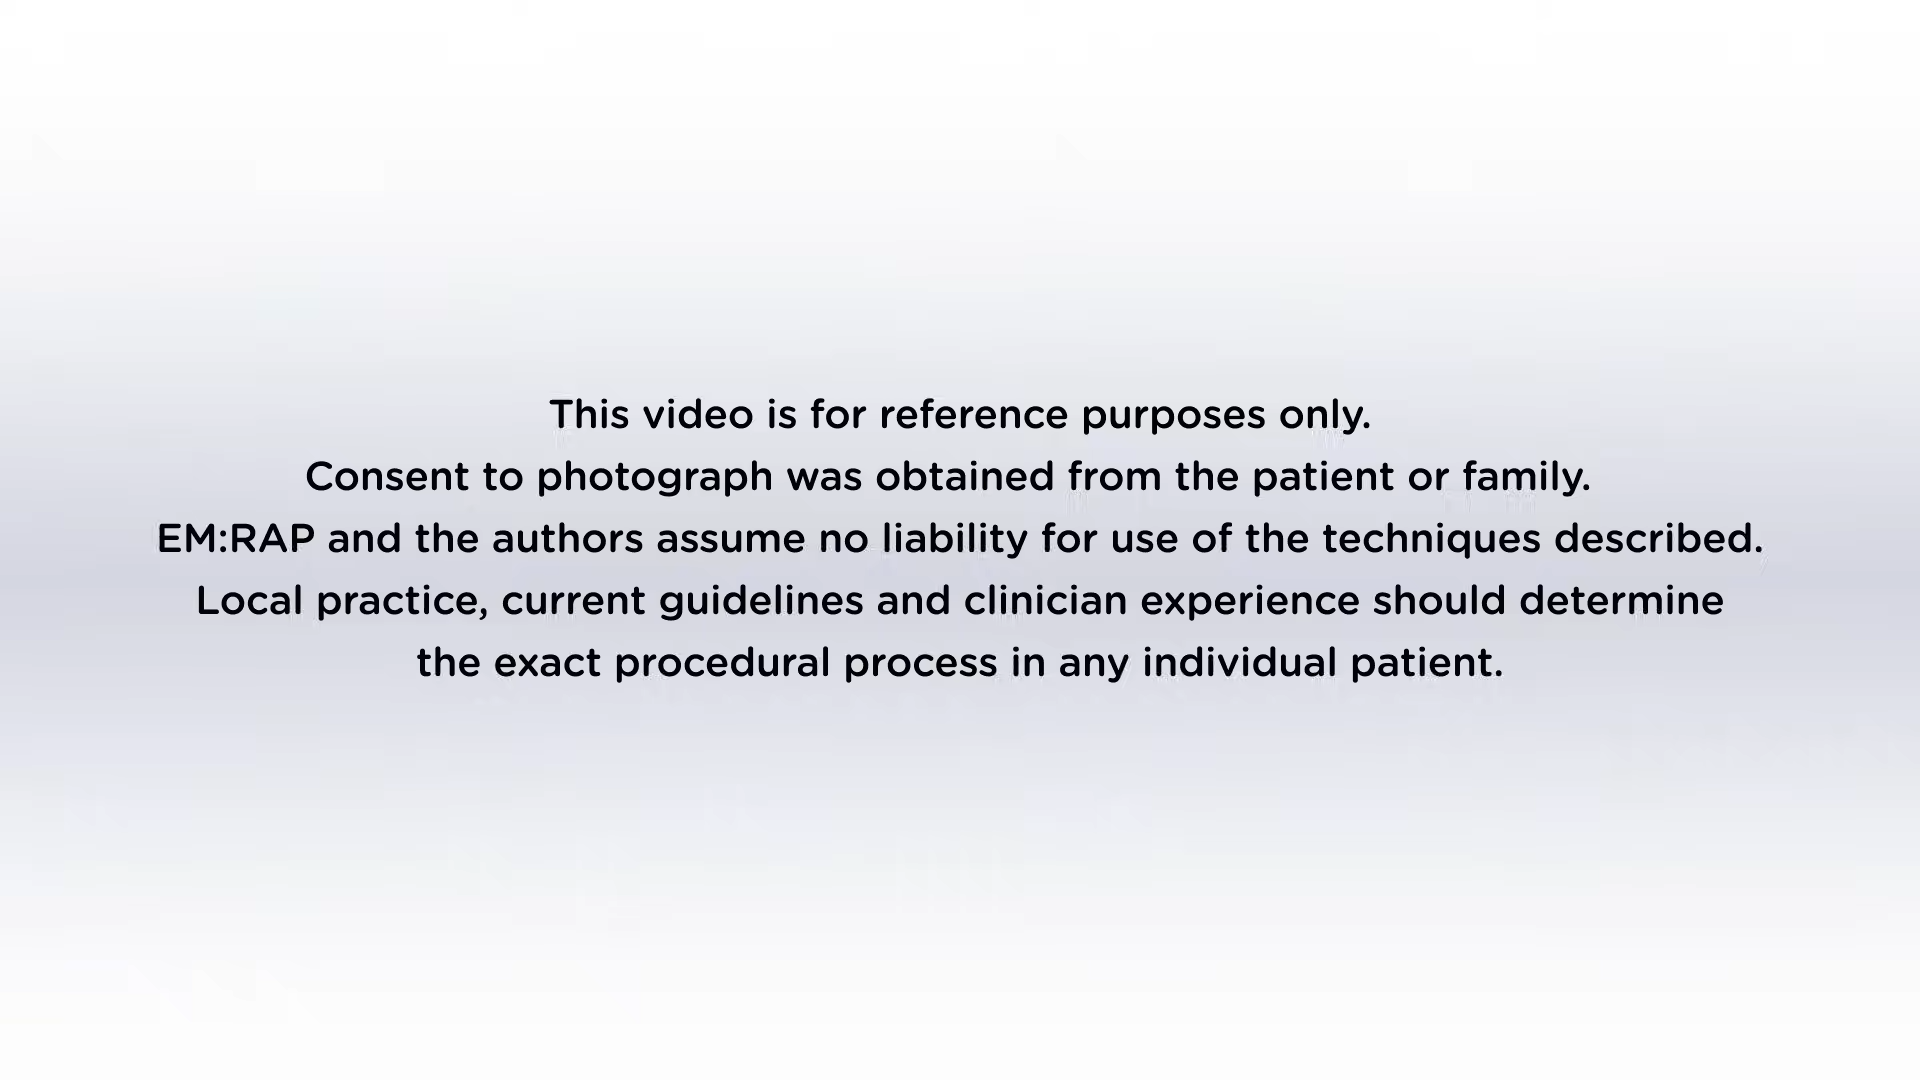 This video is for reference purposes only.
Consent to photograph was obtained from the patient or family.
EM:RAP and the authors assume no liability for use of the techniques described.
Local practice, current guidelines and clinician experience should determine
the exact procedural process in any individual patient.